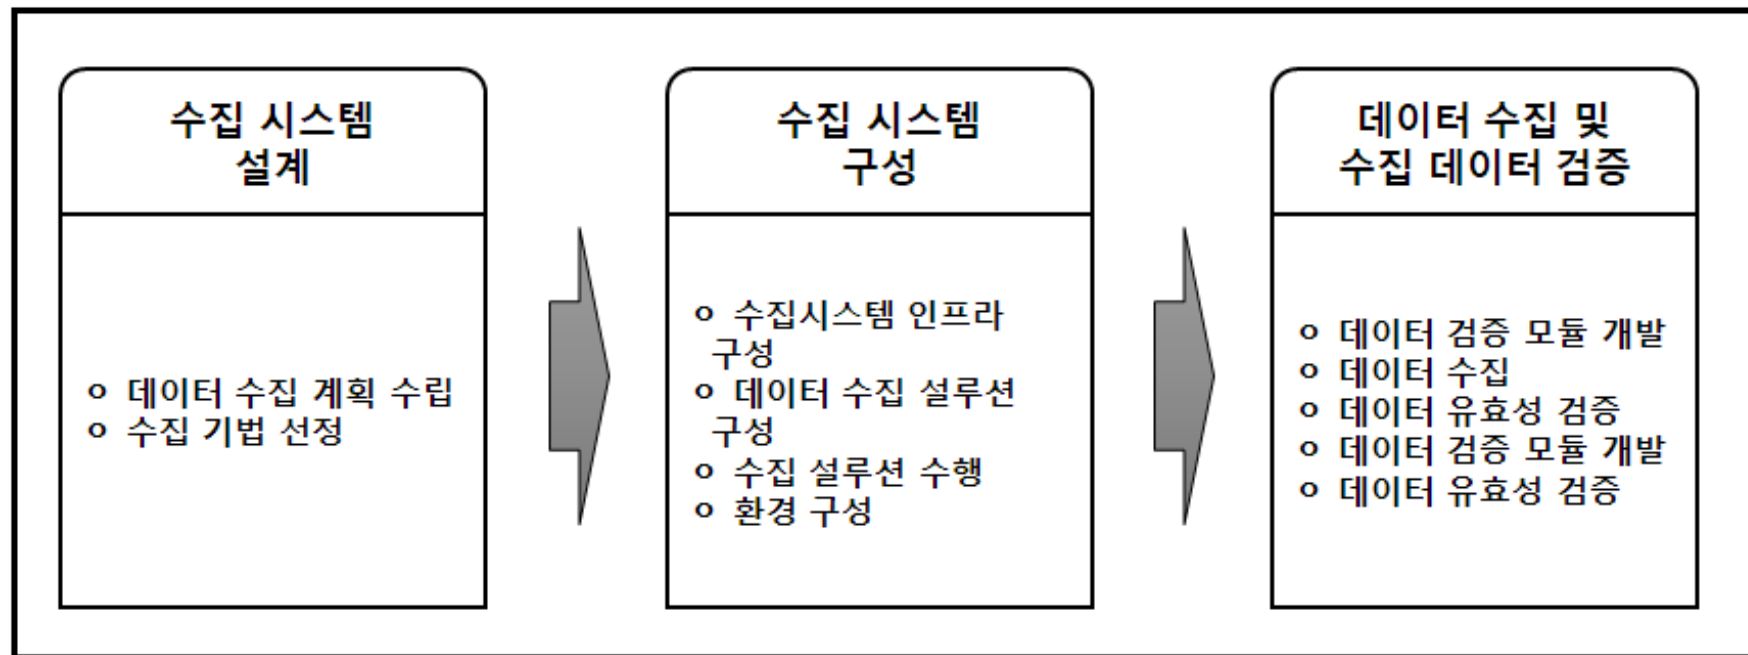 수집 시스템
설계
o 데이터 수집 계획 수립
o 수집 기법 선정
수집 시스템
구성
o 수집시스템 인프라
구성
o 데이터 수집 설루션
구성
o 수집 설루션 수행
o 환경 구성
데이터 수집 및
수집 데이터 검증
o 데이터 검증 모듈 개발
o 데이터 수집
o 데이터 유효성 검증
o 데이터 검증 모듈 개발
o 데이터 유효성 검증